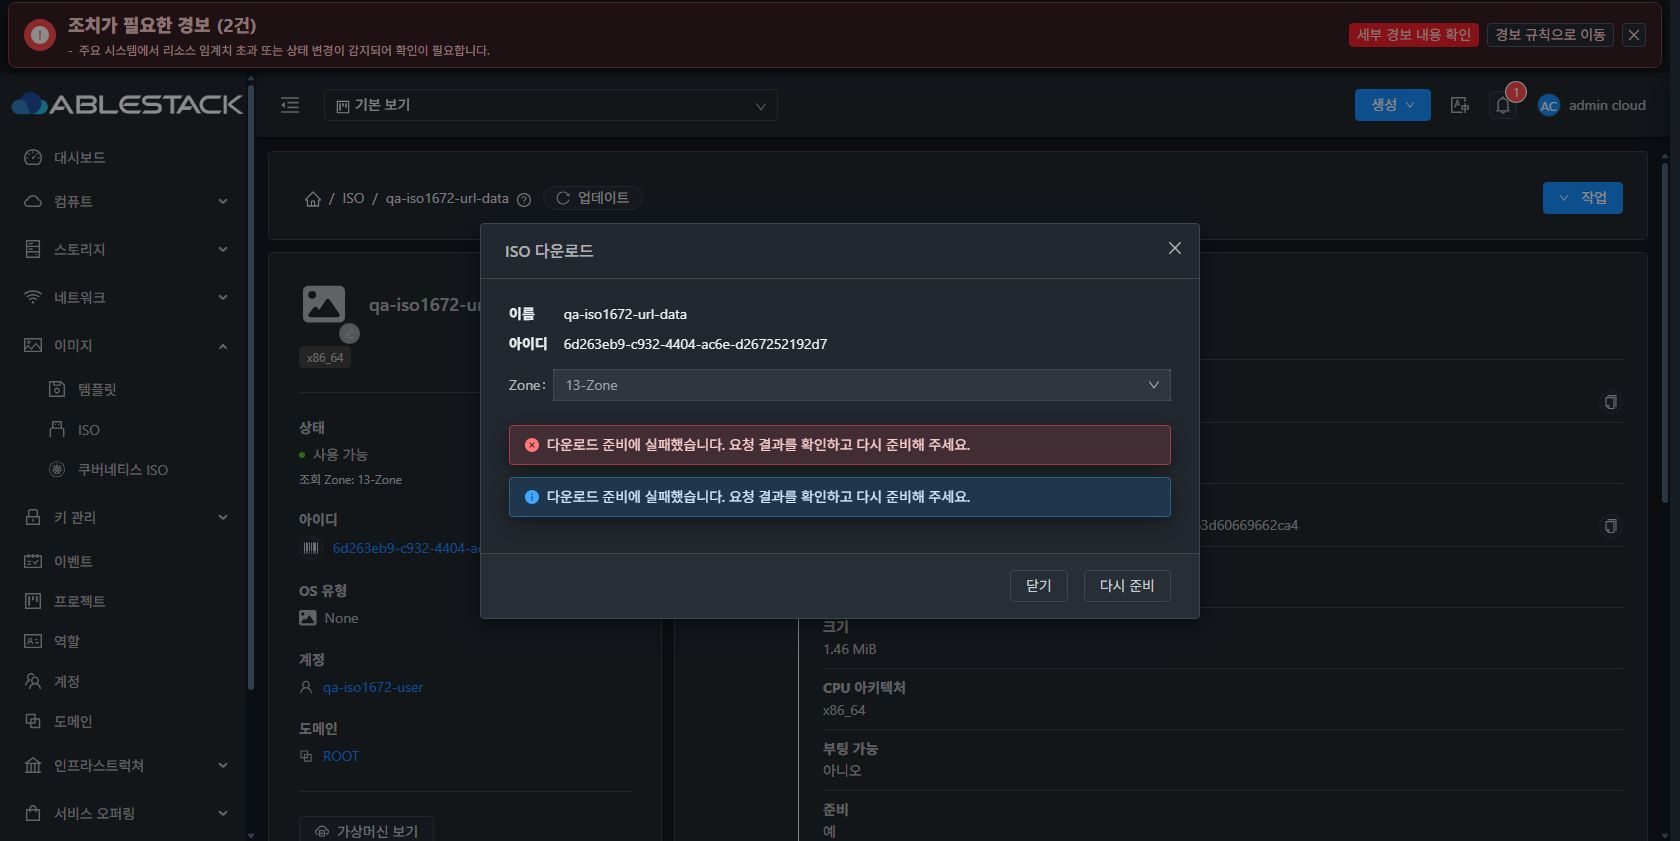 조치가 필요한 경보 (2건)
- 주요 시스템에서 리소스 임계치 초과 또는 상태 변경이 감지되어 확인이 필요합니다.
세부 경보 내용 확인
경보 규칙으로 이동
ABLESTACK
기본 보기
생성
1
AC
admin cloud
대시보드
컴퓨트
스토리지
네트워크
이미지
템플릿
ISO
쿠버네티스 ISO
키 관리
이벤트
프로젝트
역할
계정
도메인
인프라스트럭쳐
서비스 오퍼링
/ ISO / qa-iso1672-url-data
업데이트
작업
x86_64
상태
사용 가능
조회 Zone: 13-Zone
아이디
OS 유형
None
계정
qa-iso1672-user
도메인
ROOT
가상머신 보기
ISO 다운로드
이름 qa-iso1672-url-data
아이디 6d263eb9-c932-4404-ac6e-d267252192d7
Zone: 13-Zone
다운로드 준비에 실패했습니다. 요청 결과를 확인하고 다시 준비해 주세요.
다운로드 준비에 실패했습니다. 요청 결과를 확인하고 다시 준비해 주세요.
닫기
다시 준비
3d60669662ca4
크기
1.46 MiB
CPU 아키텍처
x86_64
부팅 가능
아니오
준비
예